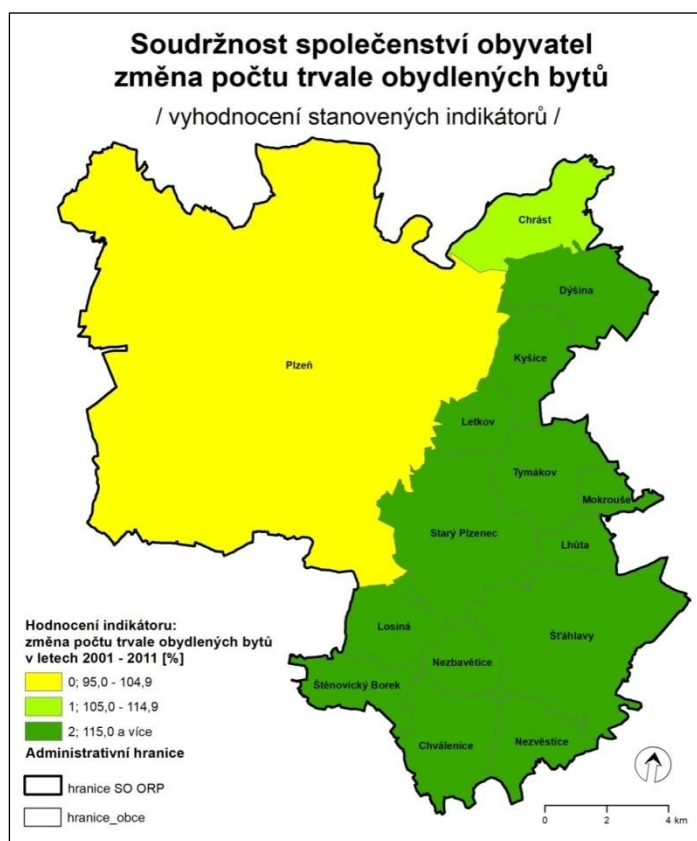 Soudržnost společenství obyvatel
změna počtu trvale obydlených bytů
/ vyhodnocení stanovených indikátorů /
Chrást
Dýšina
Kyšice
Plzeň
Letkov
Tymákov
Mokrouše
Starý Plzenec
Lhůta
Losiná
Šťáhlavy
Nezbavětice
Štěnovický Borek
Chválenice
Nezvěstice
Hodnocení indikátoru:
změna počtu trvale obydlených bytů
v letech 2001 - 2011 [%]
0; 95,0 - 104,9
1; 105,0 - 114,9
2; 115,0 a více
Administrativní hranice
hranice SO ORP
hranice_obce
0 2 4 km